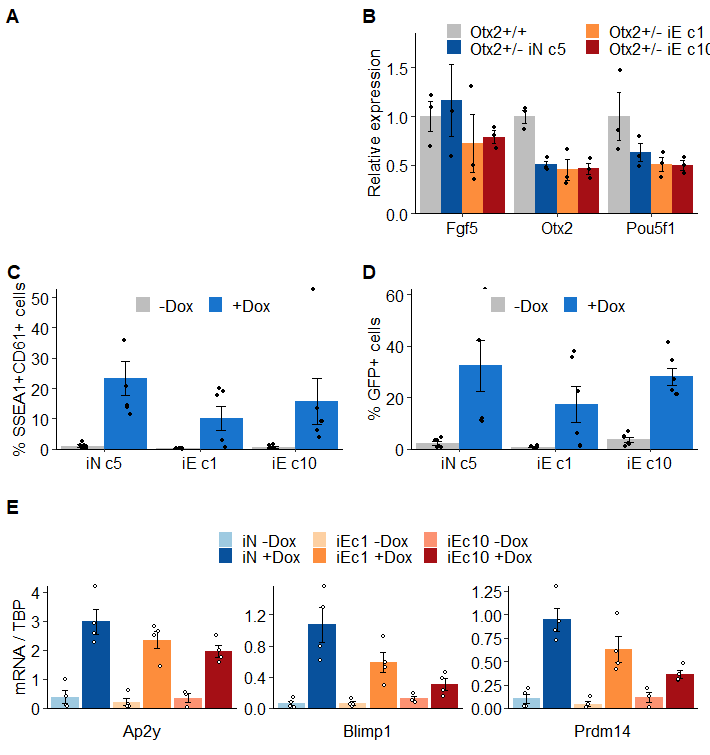 A
B
Otx2+/+
Otx2+/- iE c1
Otx2+/- iN c5
Otx2+/- iE c10
Relative expression
1.5
1.0
0.5
0.0
Fgf5
Otx2
Pou5f1
C
-Dox
+Dox
% SSEA1+CD61+ cells
50
40
30
20
10
0
iN c5
iE c1
iE c10
D
-Dox
+Dox
% GFP+ cells
60
40
20
0
iN c5
iE c1
iE c10
E
iN -Dox
iEc1 -Dox
iEc10 -Dox
iN +Dox
iEc1 +Dox
iEc10 +Dox
mRNA / TBP
4
3
2
1
0
Ap2y
1.2
0.8
0.4
0.0
Blimp1
1.25
1.00
0.75
0.50
0.25
0.00
Prdm14